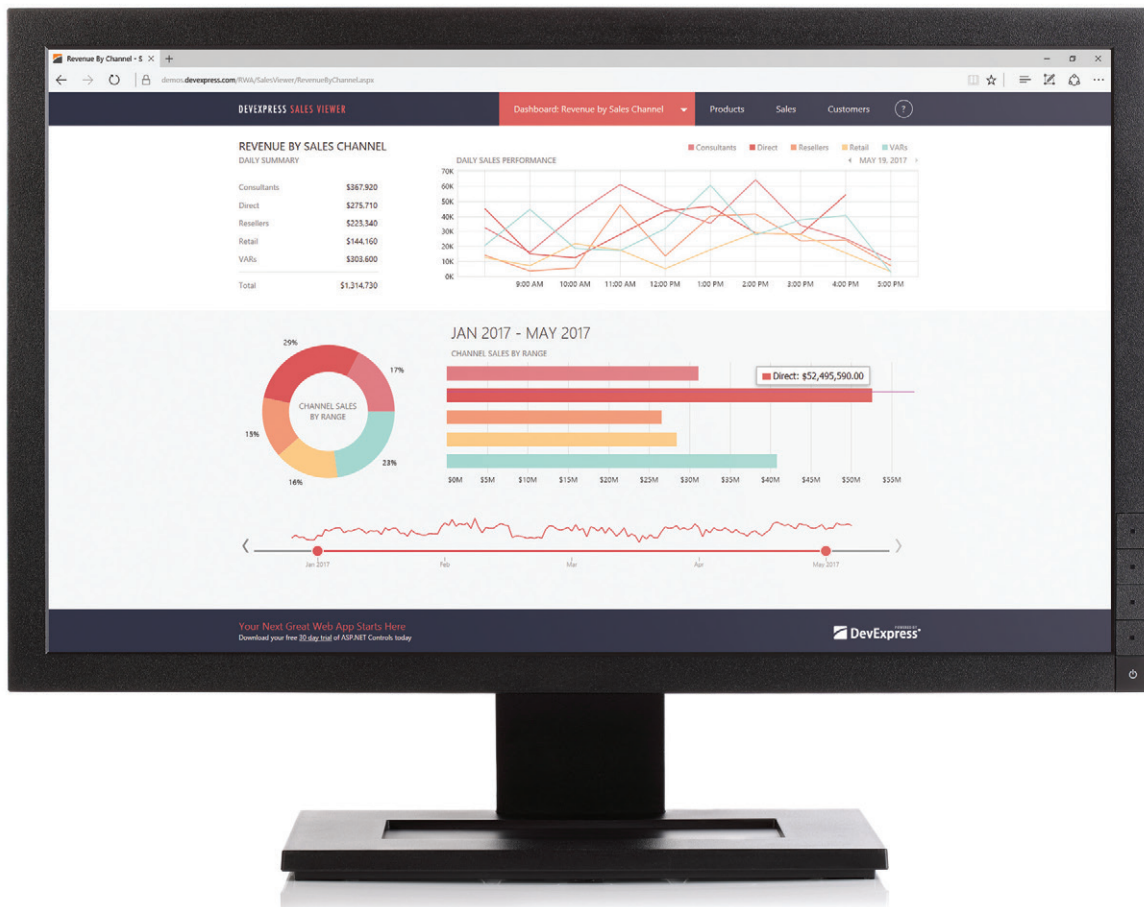 Revenue By Channel - S
demos.devexpress.com/RWA/SalesViewer/RevenueByChannel.aspx
DEVEXPRESS SALES VIEWER
Dashboard: Revenue by Sales Channel
Products
Sales
Customers
?
REVENUE BY SALES CHANNEL
DAILY SUMMARY
Consultants $367,920
Direct $275,710
Resellers $223,340
Retail $144,160
VARs $303,600
Total $1,314,730
Consultants Direct Resellers Retail VARs
DAILY SALES PERFORMANCE
MAY 19, 2017
70K
60K
50K
40K
30K
20K
10K
0K
9:00 AM 10:00 AM 11:00 AM 12:00 PM 1:00 PM 2:00 PM 3:00 PM 4:00 PM 5:00 PM
29%
17%
CHANNEL SALES
BY RANGE
15%
23%
16%
JAN 2017 - MAY 2017
CHANNEL SALES BY RANGE
Direct: $52,495,590.00
$0M $5M $10M $15M $20M $25M $30M $35M $40M $45M $50M $55M
Jan 2017 Feb Mar Apr May 2017
Your Next Great Web App Starts Here
Download your free 30 day trial of ASP.NET Controls today
POWERED BY
DevExpress